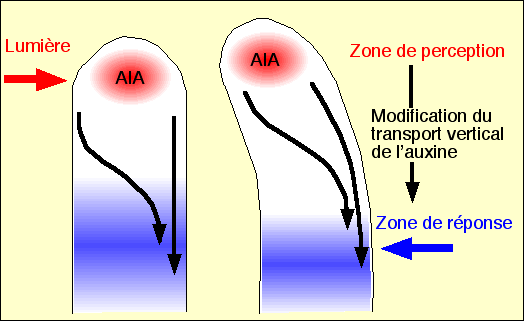 Lumière
AIA
AIA
Zone de perception
Modification du
transport vertical
de l'auxine
Zone de réponse